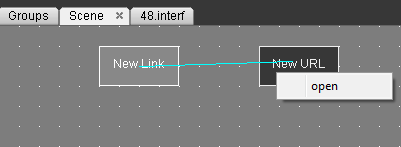 Groups Scene 48.interf
New Link New URL
open